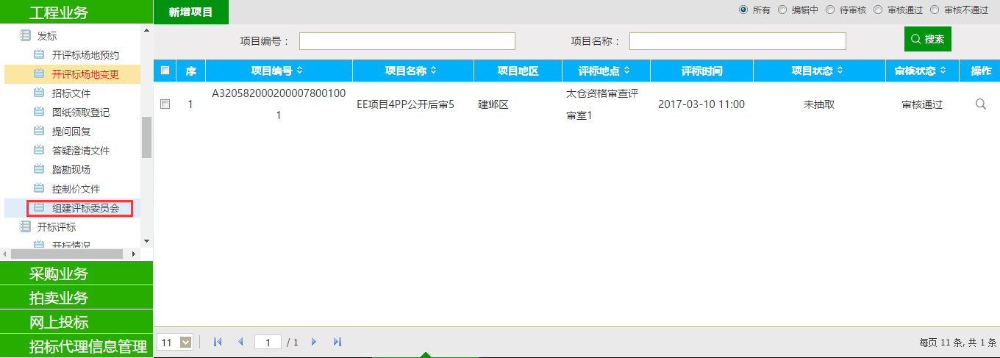 工程业务
发标
开评标场地预约
开评标场地变更
招标文件
图纸领取登记
提问回复
答疑澄清文件
踏勘现场
控制价文件
组建评标委员会
开标评标
开标情况
采购业务
拍卖业务
网上投标
招标代理信息管理
新增项目
所有 编辑中 待审核 审核通过 审核不通过
项目编号： 项目名称： 搜索
序 项目编号 项目名称 项目地区 评标地点 评标时间 项目状态 审核状态 操作
1 A320582000200007800100 EE项目4PP公开后审5 建邺区 太仓资格审查评 2017-03-10 11:00 未抽取 审核通过
1 审室1
11 1 / 1 每页 11 条, 共 1 条